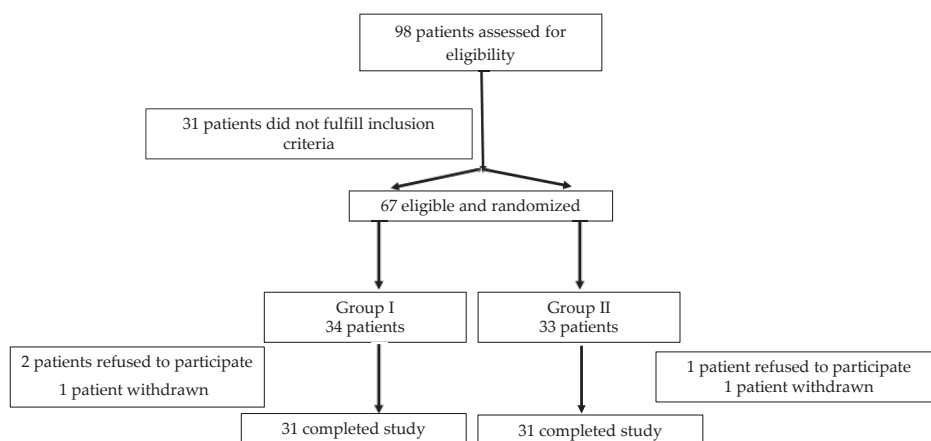 98 patients assessed for
eligibility
31 patients did not fulfill inclusion
criteria
67 eligible and randomized
Group I
34 patients
Group II
33 patients
2 patients refused to participate
1 patient withdrawn
1 patient refused to participate
1 patient withdrawn
31 completed study
31 completed study